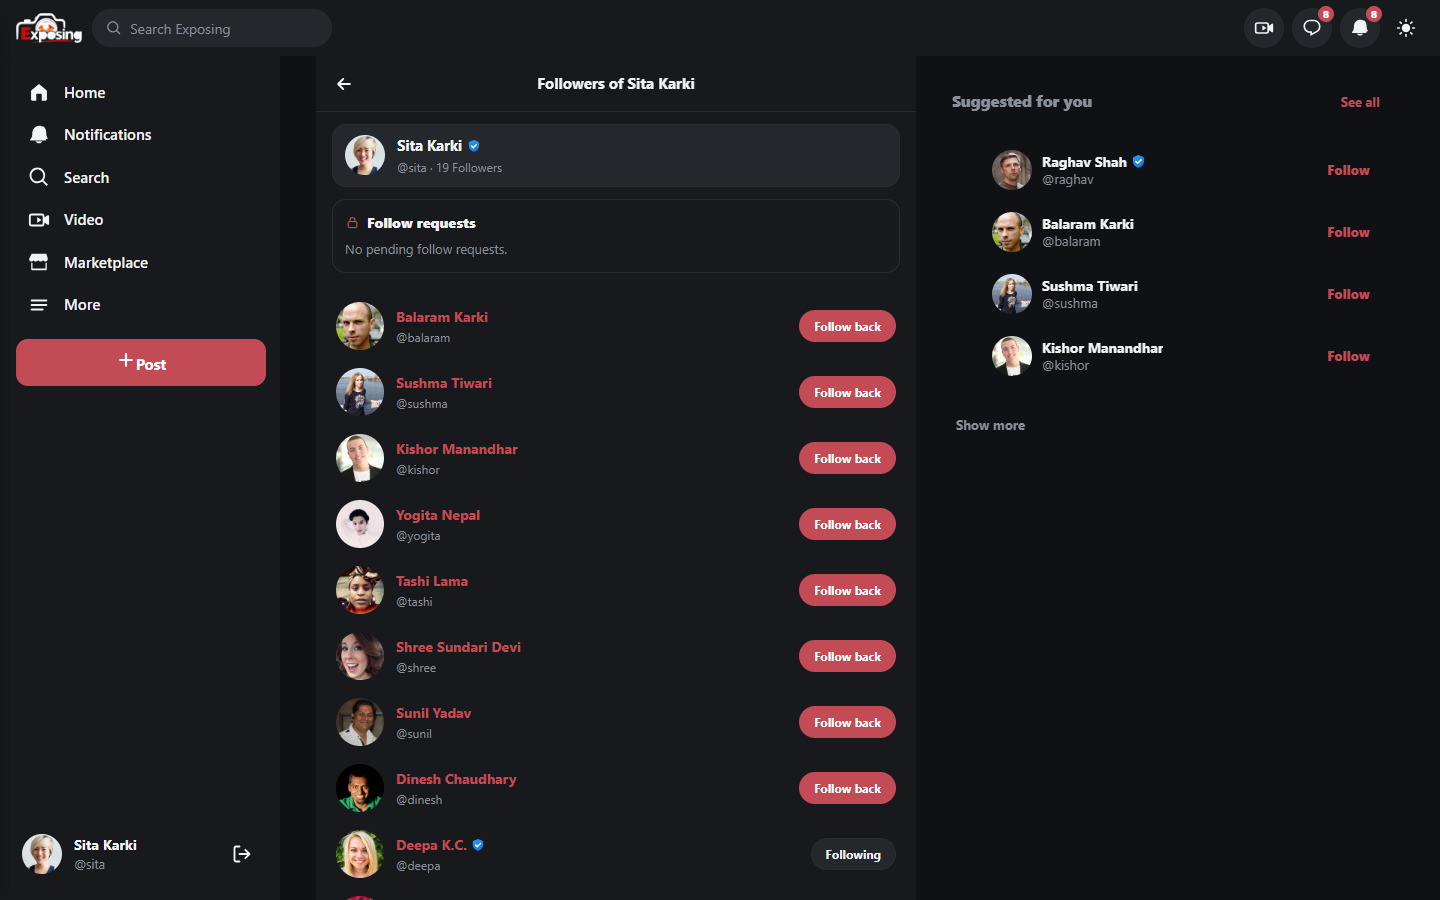 Exposing
Search Exposing
8
8
Home
Notifications
Search
Video
Marketplace
More
Post
Sita Karki
@sita
Followers of Sita Karki
Sita Karki
@sita · 19 Followers
Follow requests
No pending follow requests.
Balaram Karki
@balaram
Follow back
Sushma Tiwari
@sushma
Follow back
Kishor Manandhar
@kishor
Follow back
Yogita Nepal
@yogita
Follow back
Tashi Lama
@tashi
Follow back
Shree Sundari Devi
@shree
Follow back
Sunil Yadav
@sunil
Follow back
Dinesh Chaudhary
@dinesh
Follow back
Deepa K.C.
@deepa
Following
Suggested for you
See all
Raghav Shah
@raghav
Follow
Balaram Karki
@balaram
Follow
Sushma Tiwari
@sushma
Follow
Kishor Manandhar
@kishor
Follow
Show more